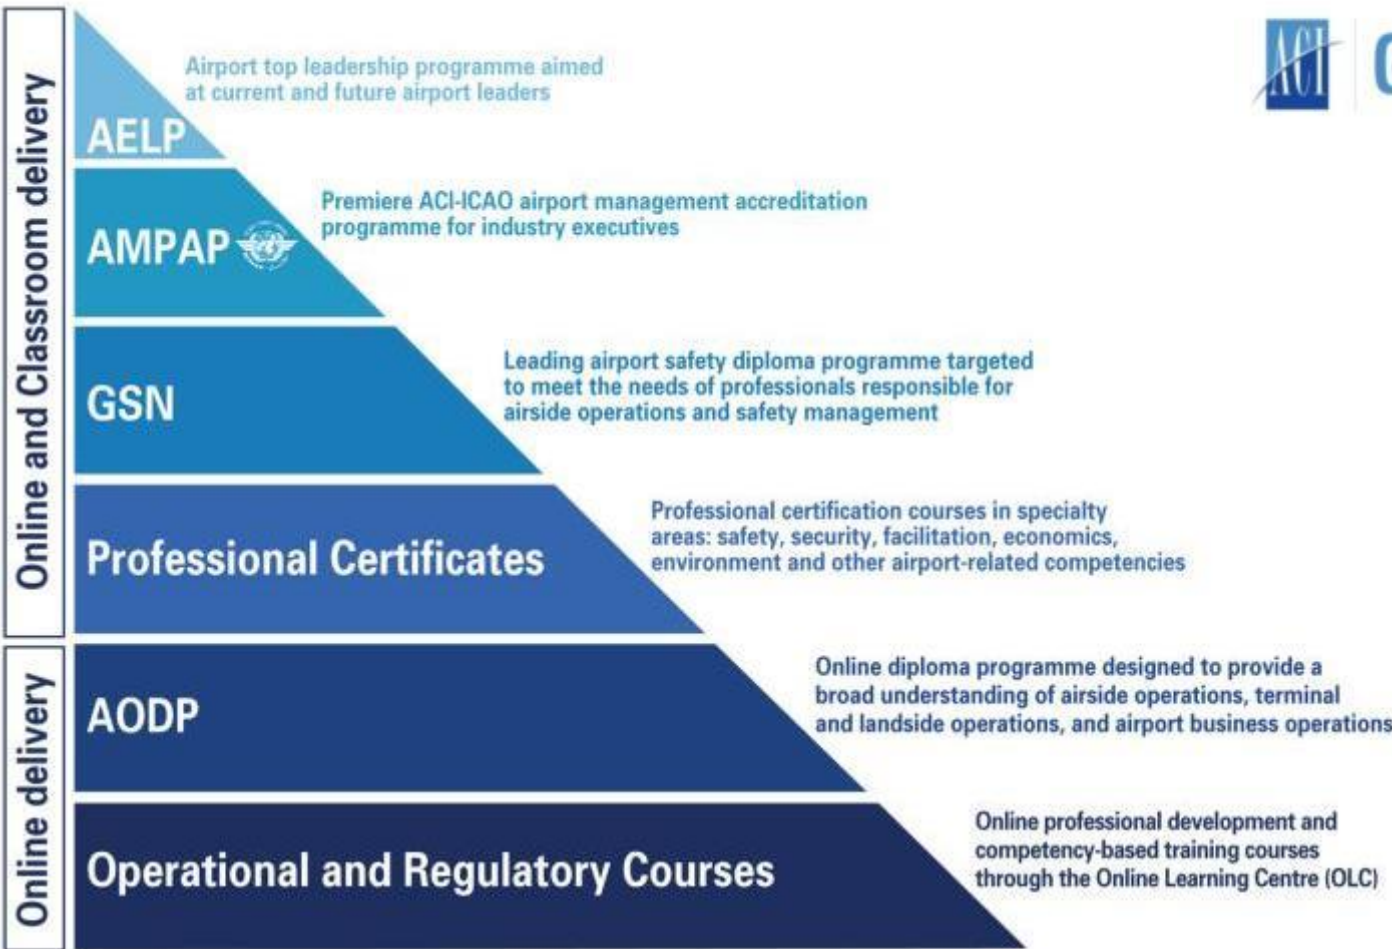 Online and Classroom delivery
ACI
AELP
Airport top leadership programme aimed
at current and future airport leaders
AMPAP
Premiere ACI-ICAO airport management accreditation
programme for industry executives
GSN
Leading airport safety diploma programme targeted
to meet the needs of professionals responsible for
airside operations and safety management
Professional Certificates
Professional certification courses in specialty
areas: safety, security, facilitation, economics,
environment and other airport-related competencies
Online delivery
AODP
Online diploma programme designed to provide a
broad understanding of airside operations, terminal
and landside operations, and airport business operations
Operational and Regulatory Courses
Online professional development and
competency-based training courses
through the Online Learning Centre (OLC)